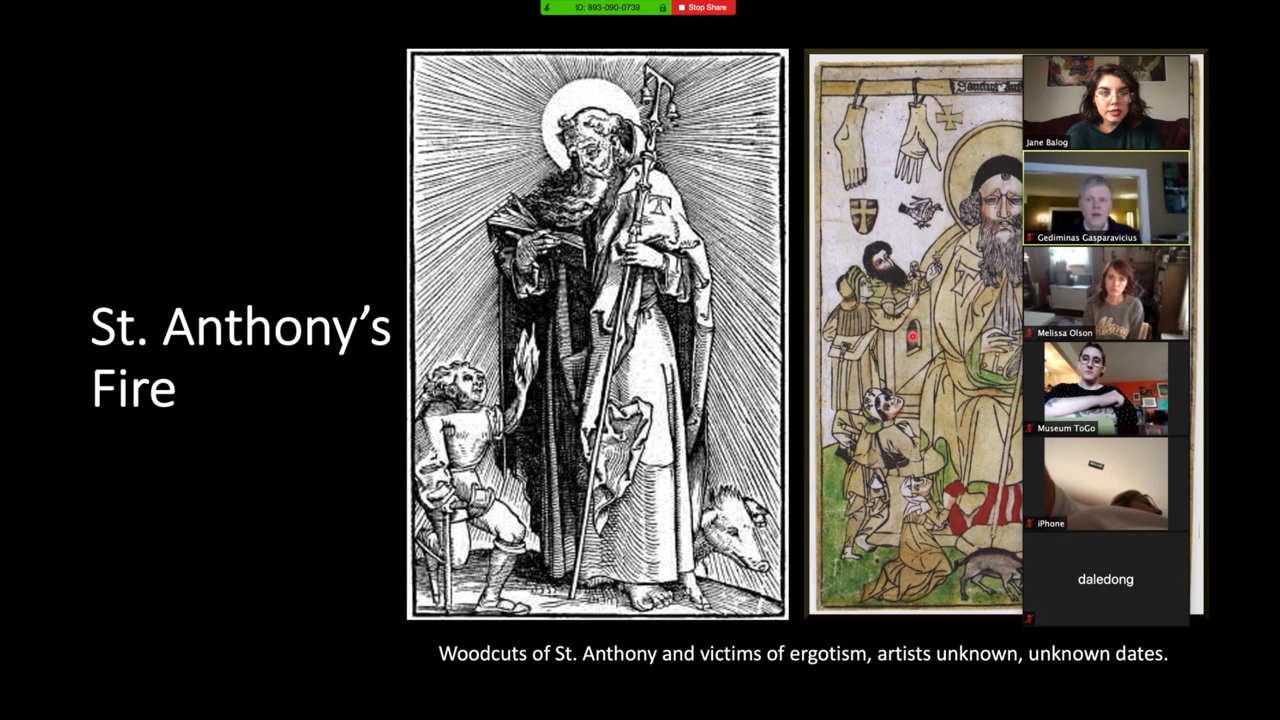 ID: 893-090-0739
Stop Share
St. Anthony’s
Fire
Sanctus
Jane Balog
Gediminas Gasparavicius
Melissa Olson
Museum ToGo
iPhone
daledong
Woodcuts of St. Anthony and victims of ergotism, artists unknown, unknown dates.